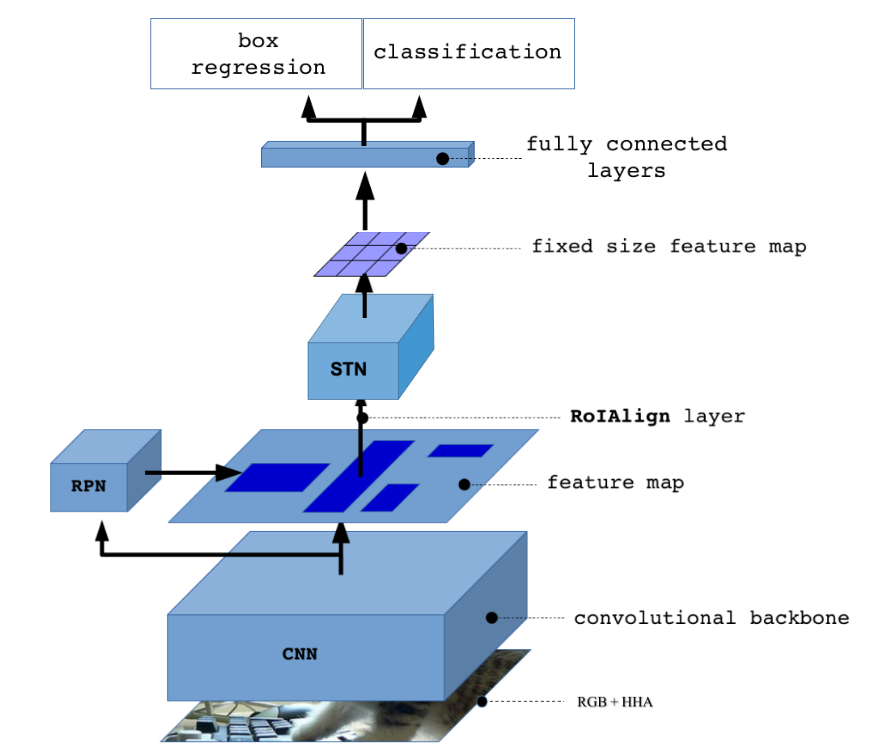 box
regression
classification
fully connected
layers
fixed size feature map
STN
RoIAlign layer
RPN
feature map
convolutional backbone
CNN
RGB + HHA